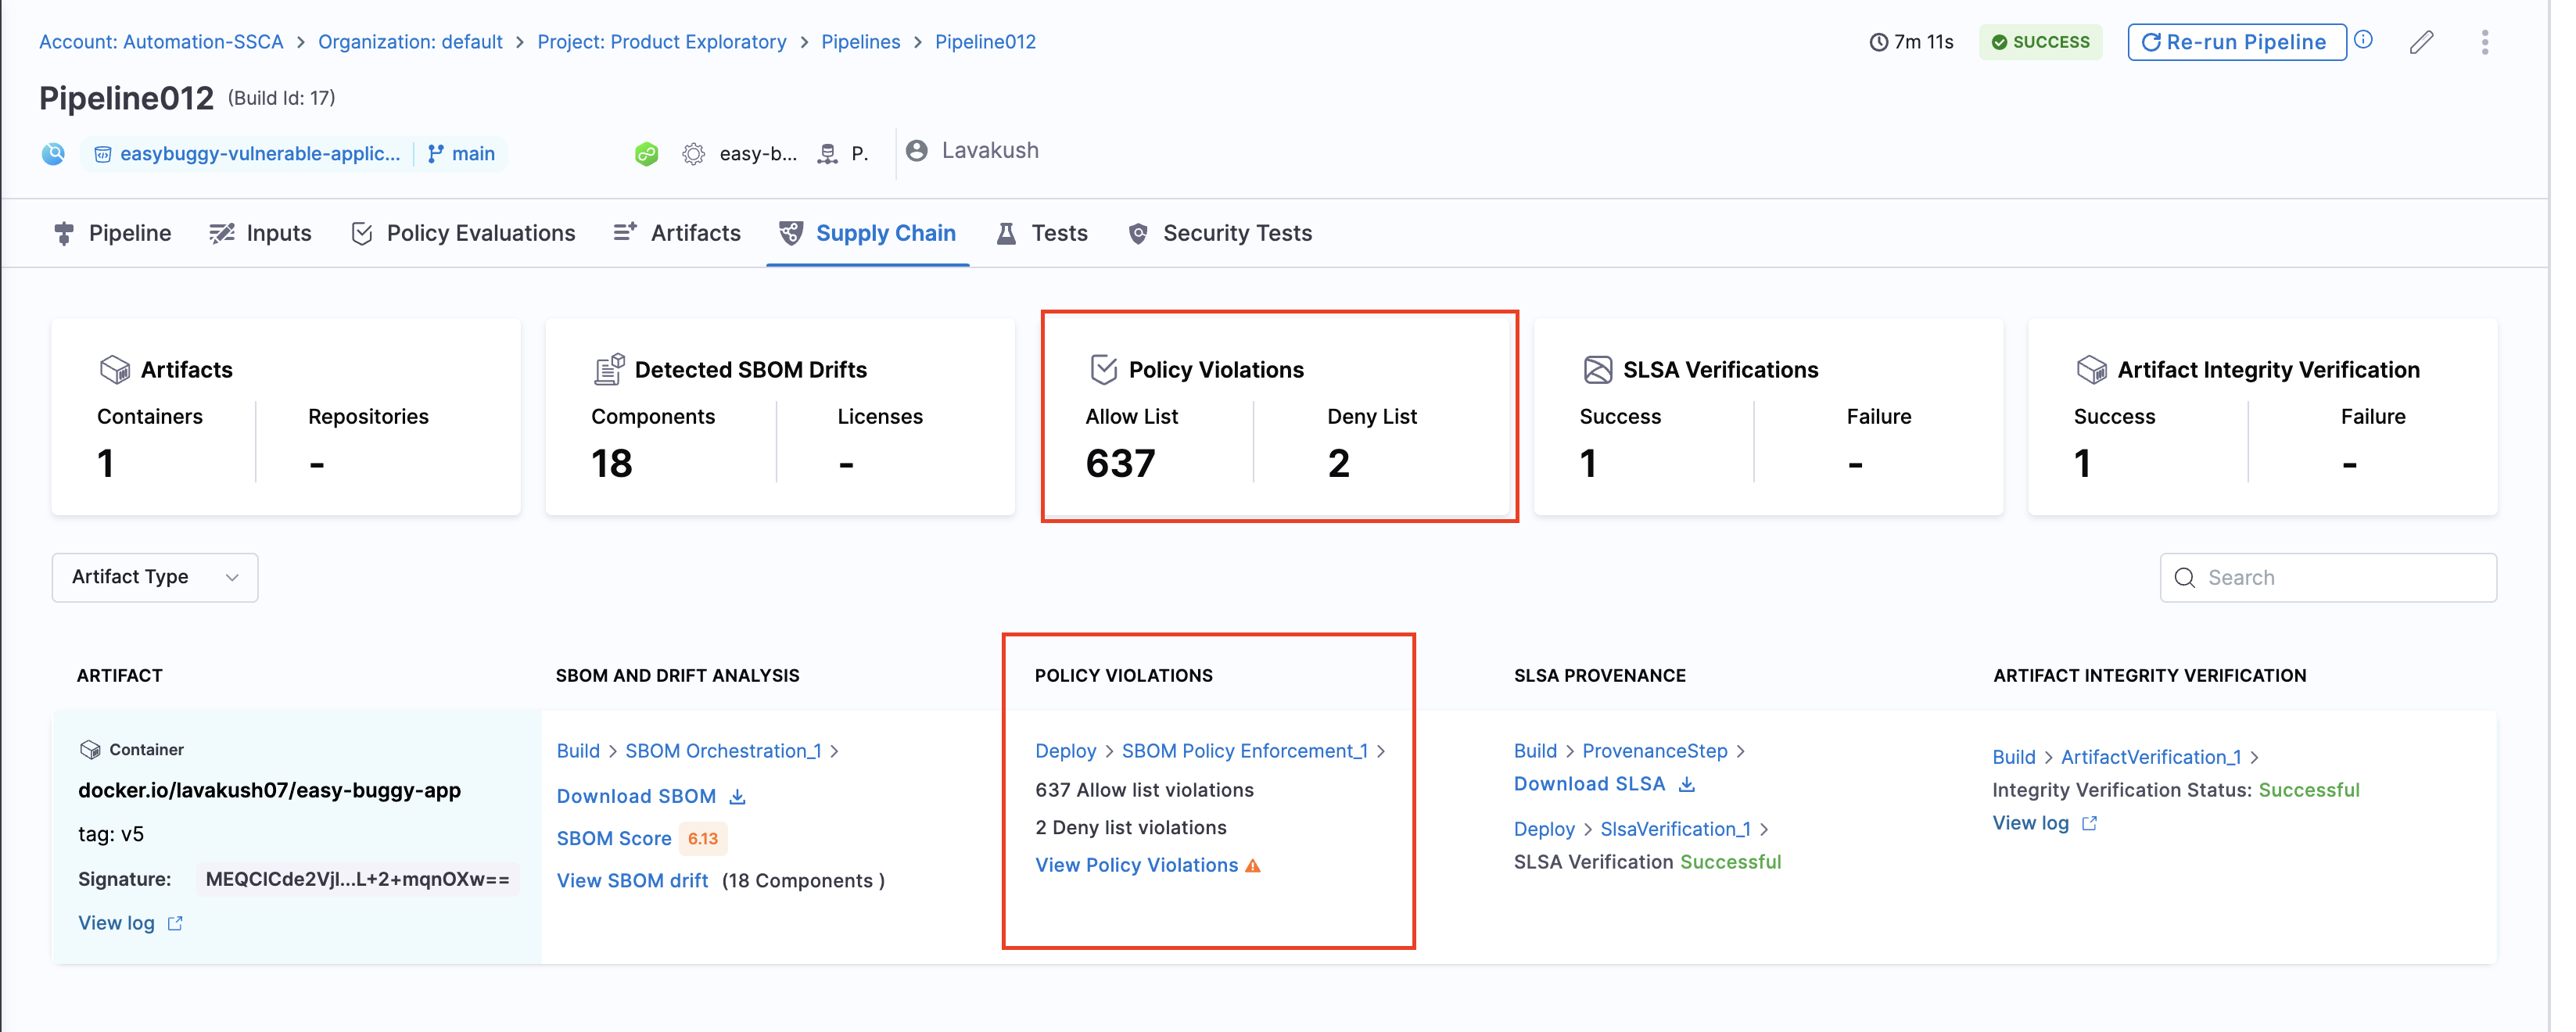 Account: Automation-SSCA > Organization: default > Project: Product Exploratory > Pipelines > Pipeline012
7m 11s
SUCCESS
Re-run Pipeline
Pipeline012 (Build Id: 17)
easybuggy-vulnerable-applic... main
easy-b... P.
Lavakush
Pipeline
Inputs
Policy Evaluations
Artifacts
Supply Chain
Tests
Security Tests
Artifacts
Containers Repositories
1 -
Detected SBOM Drifts
Components Licenses
18 -
Policy Violations
Allow List Deny List
637 2
SLSA Verifications
Success Failure
1 -
Artifact Integrity Verification
Success Failure
1 -
Artifact Type
Search
ARTIFACT
SBOM AND DRIFT ANALYSIS
POLICY VIOLATIONS
SLSA PROVENANCE
ARTIFACT INTEGRITY VERIFICATION
Container
docker.io/lavakush07/easy-buggy-app
tag: v5
Signature: MEQCICde2VjI...L+2+mqnOXw==
View log
Build > SBOM Orchestration_1 >
Download SBOM
SBOM Score 6.13
View SBOM drift (18 Components )
Deploy > SBOM Policy Enforcement_1 >
637 Allow list violations
2 Deny list violations
View Policy Violations
Build > ProvenanceStep >
Download SLSA
Deploy > SlsaVerification_1 >
SLSA Verification Successful
Build > ArtifactVerification_1 >
Integrity Verification Status: Successful
View log